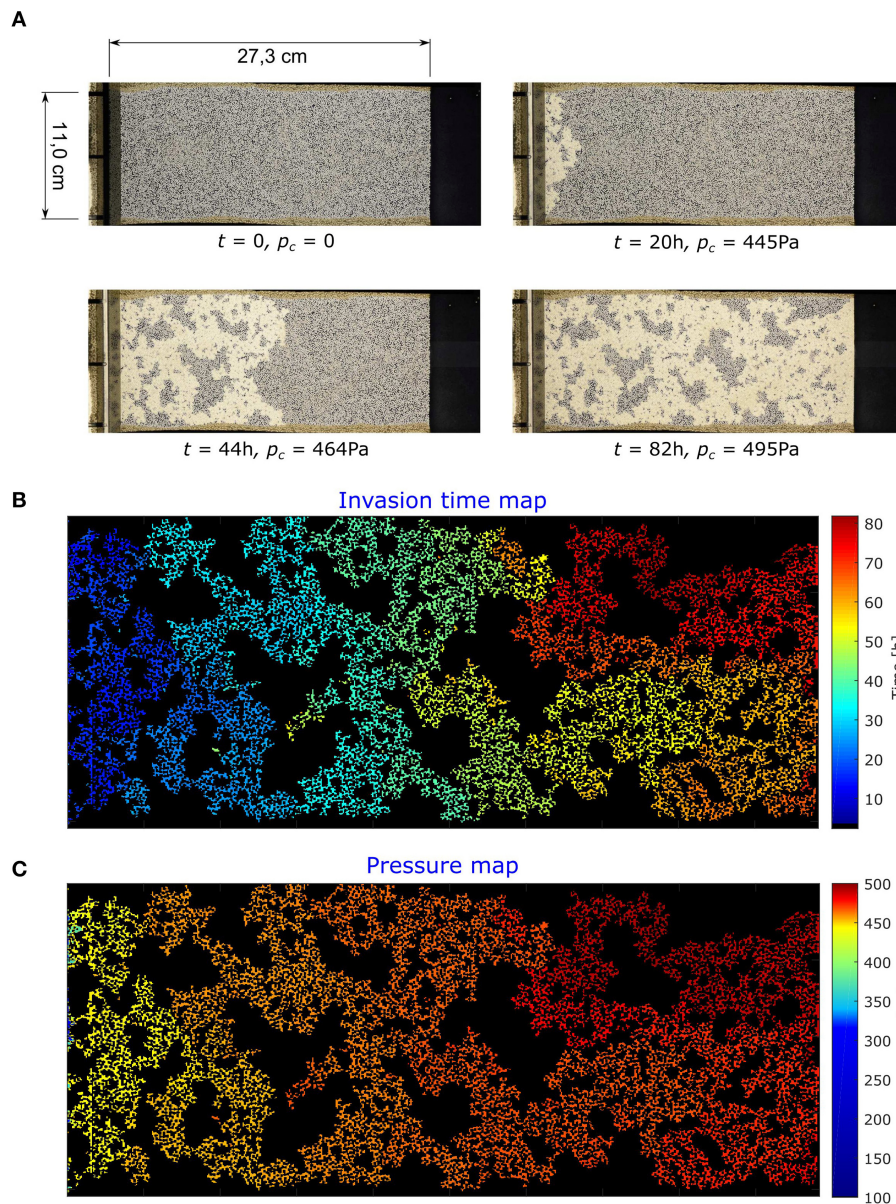 A
27,3 cm
11,0 cm
t = 0, p_c = 0
t = 20h, p_c = 445Pa
t = 44h, p_c = 464Pa
t = 82h, p_c = 495Pa
B
Invasion time map
80
70
60
50
40
30
20
10
Time [h]
C
Pressure map
500
450
400
350
300
250
200
150
100